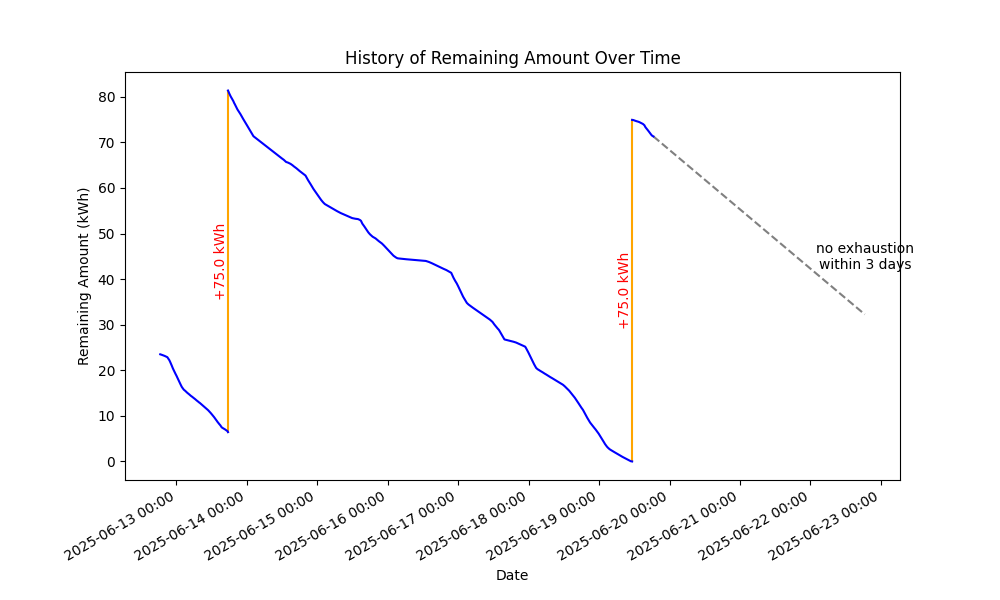 History of Remaining Amount Over Time
Remaining Amount (kWh)
80
70
60
50
40
30
20
10
0
+75.0 kWh
+75.0 kWh
no exhaustion
within 3 days
2025-06-13 00:00
2025-06-14 00:00
2025-06-15 00:00
2025-06-16 00:00
2025-06-17 00:00
2025-06-18 00:00
2025-06-19 00:00
2025-06-20 00:00
2025-06-21 00:00
2025-06-22 00:00
2025-06-23 00:00
Date